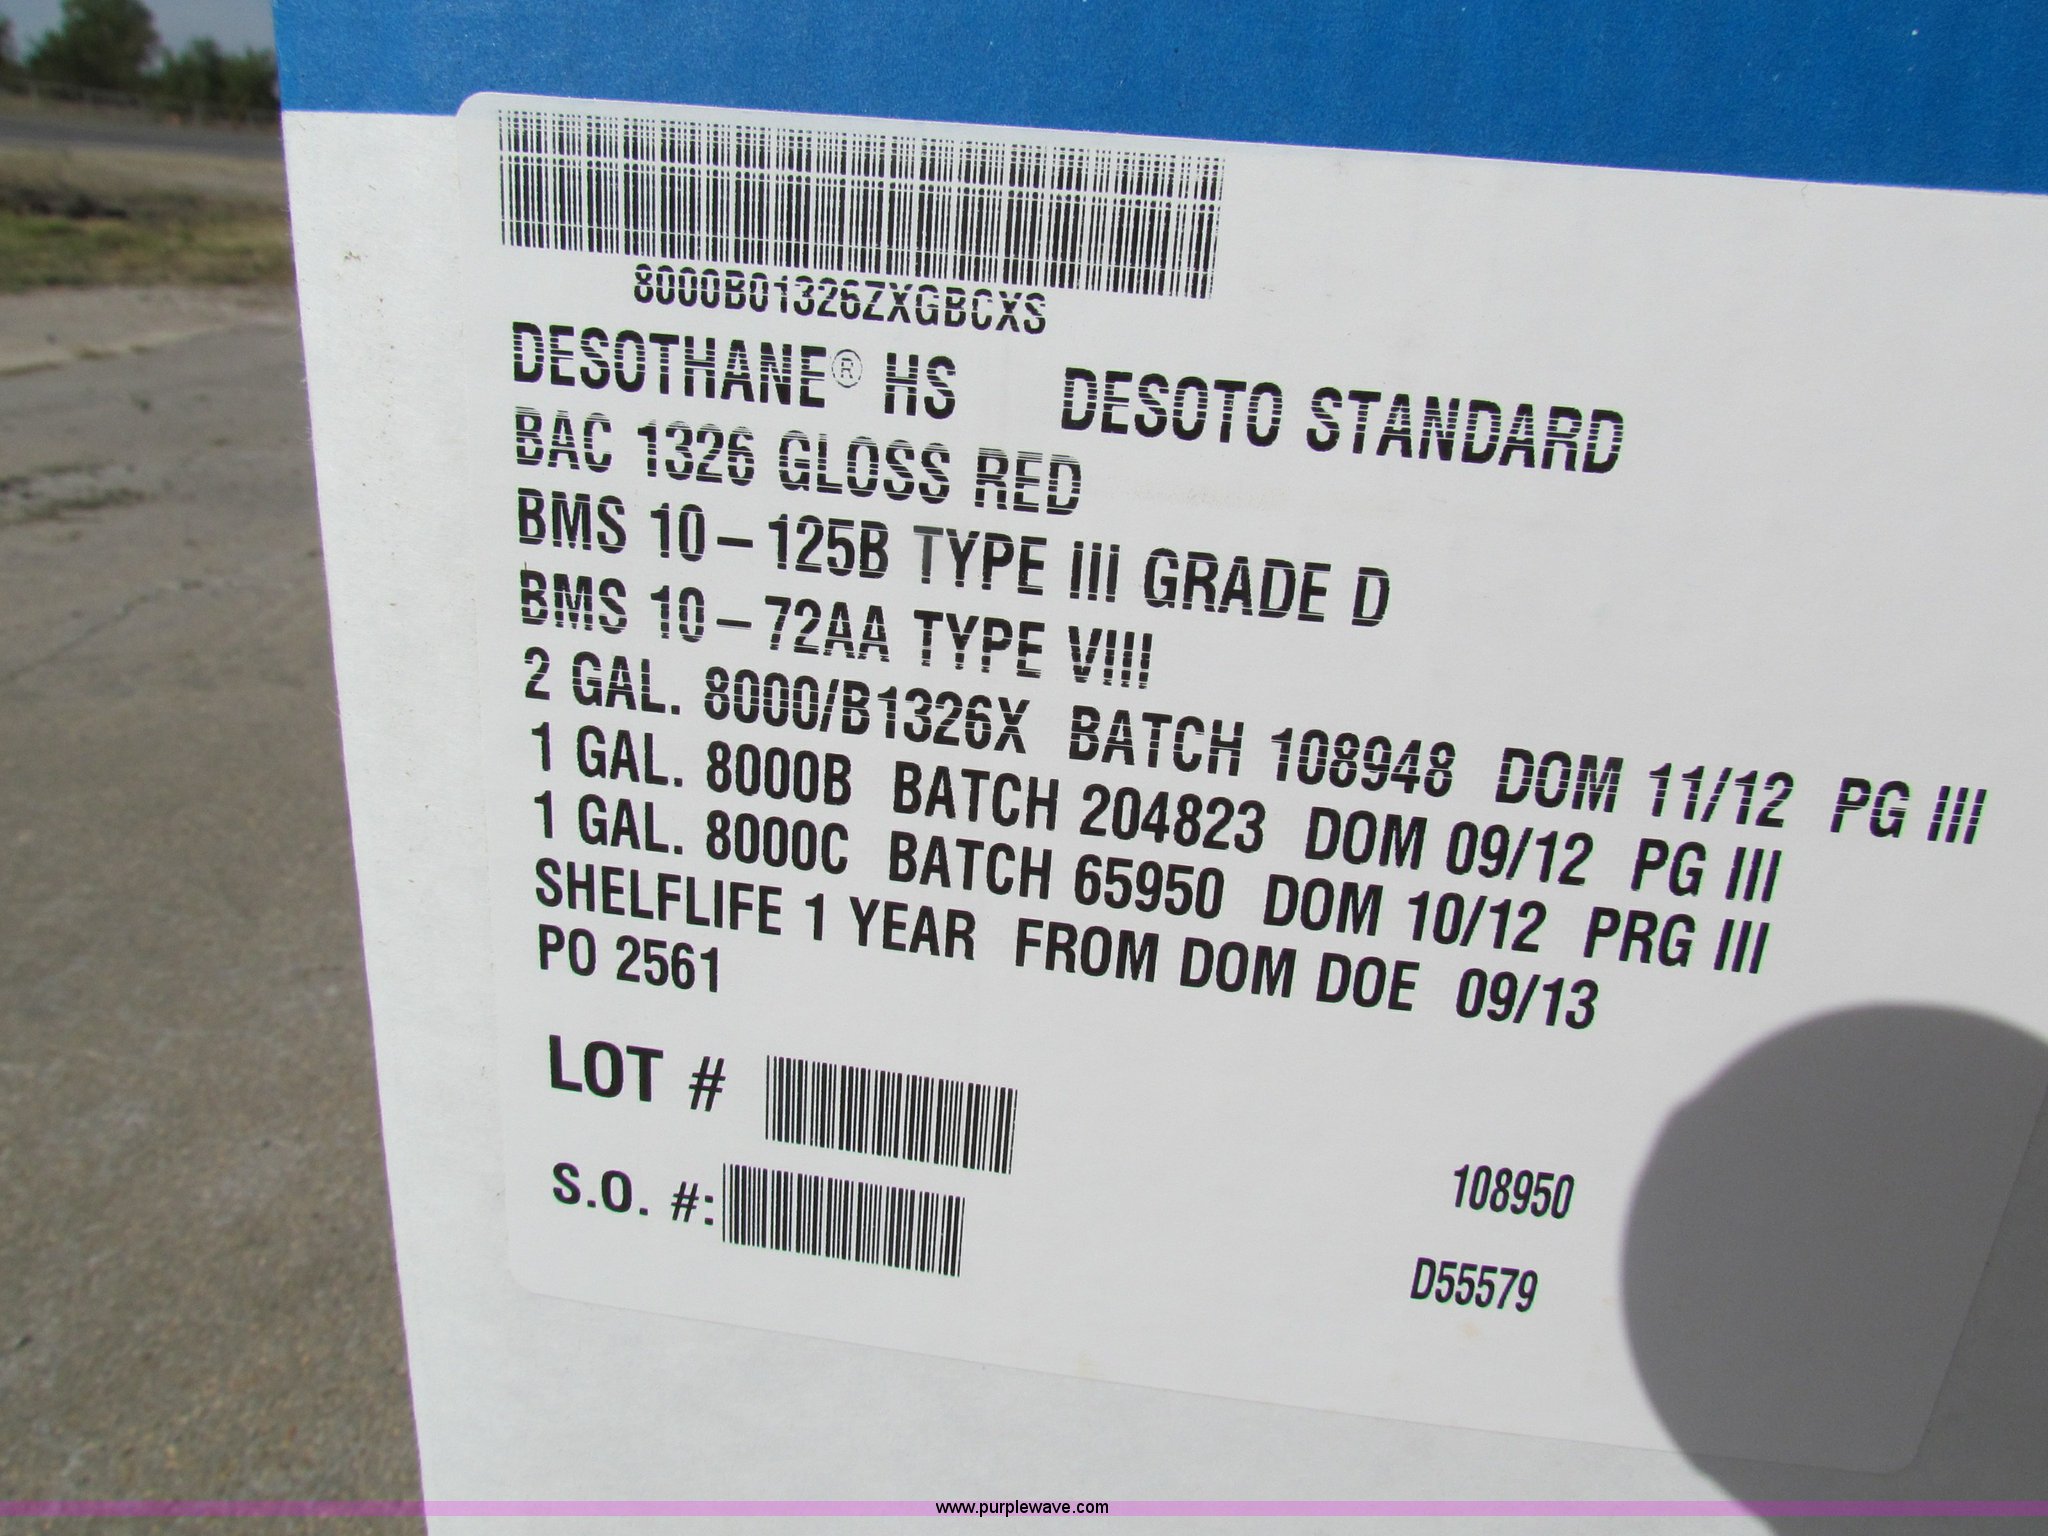 8000B01326ZXGBCXS
DESOTHANE® HS DESOTO STANDARD
BAC 1326 GLOSS RED
BMS 10-125B TYPE III GRADE D
BMS 10-72AA TYPE VIII
2 GAL. 8000/B1326X BATCH 108948 DOM 11/12 PG III
1 GAL. 8000B BATCH 204823 DOM 09/12 PG III
1 GAL. 8000C BATCH 65950 DOM 10/12 PRG III
SHELFLIFE 1 YEAR FROM DOM DOE 09/13
PO 2561
LOT # 108950
S.O. #: D55579
www.purplewave.com